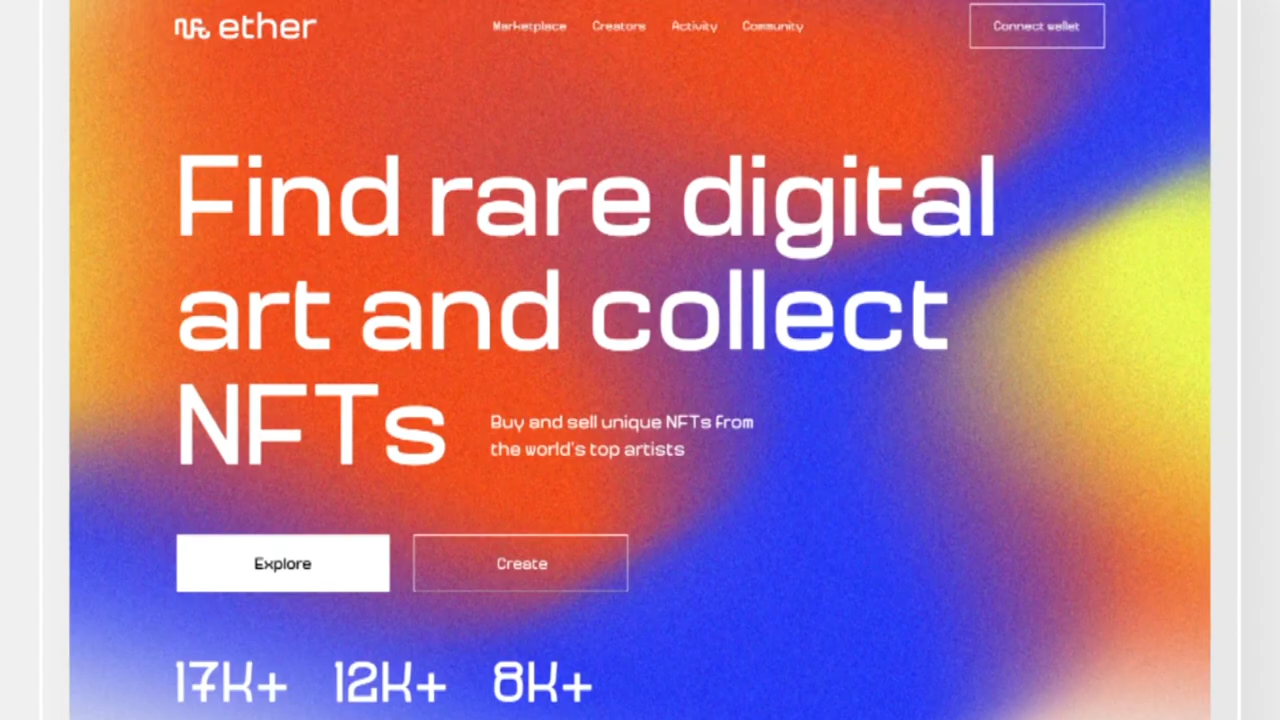 ether
Marketplace Creators Activity Community
Connect wallet
Find rare digital
art and collect
NFTs
Buy and sell unique NFTs from
the world's top artists
Explore
Create
17K+ 12K+ 8K+